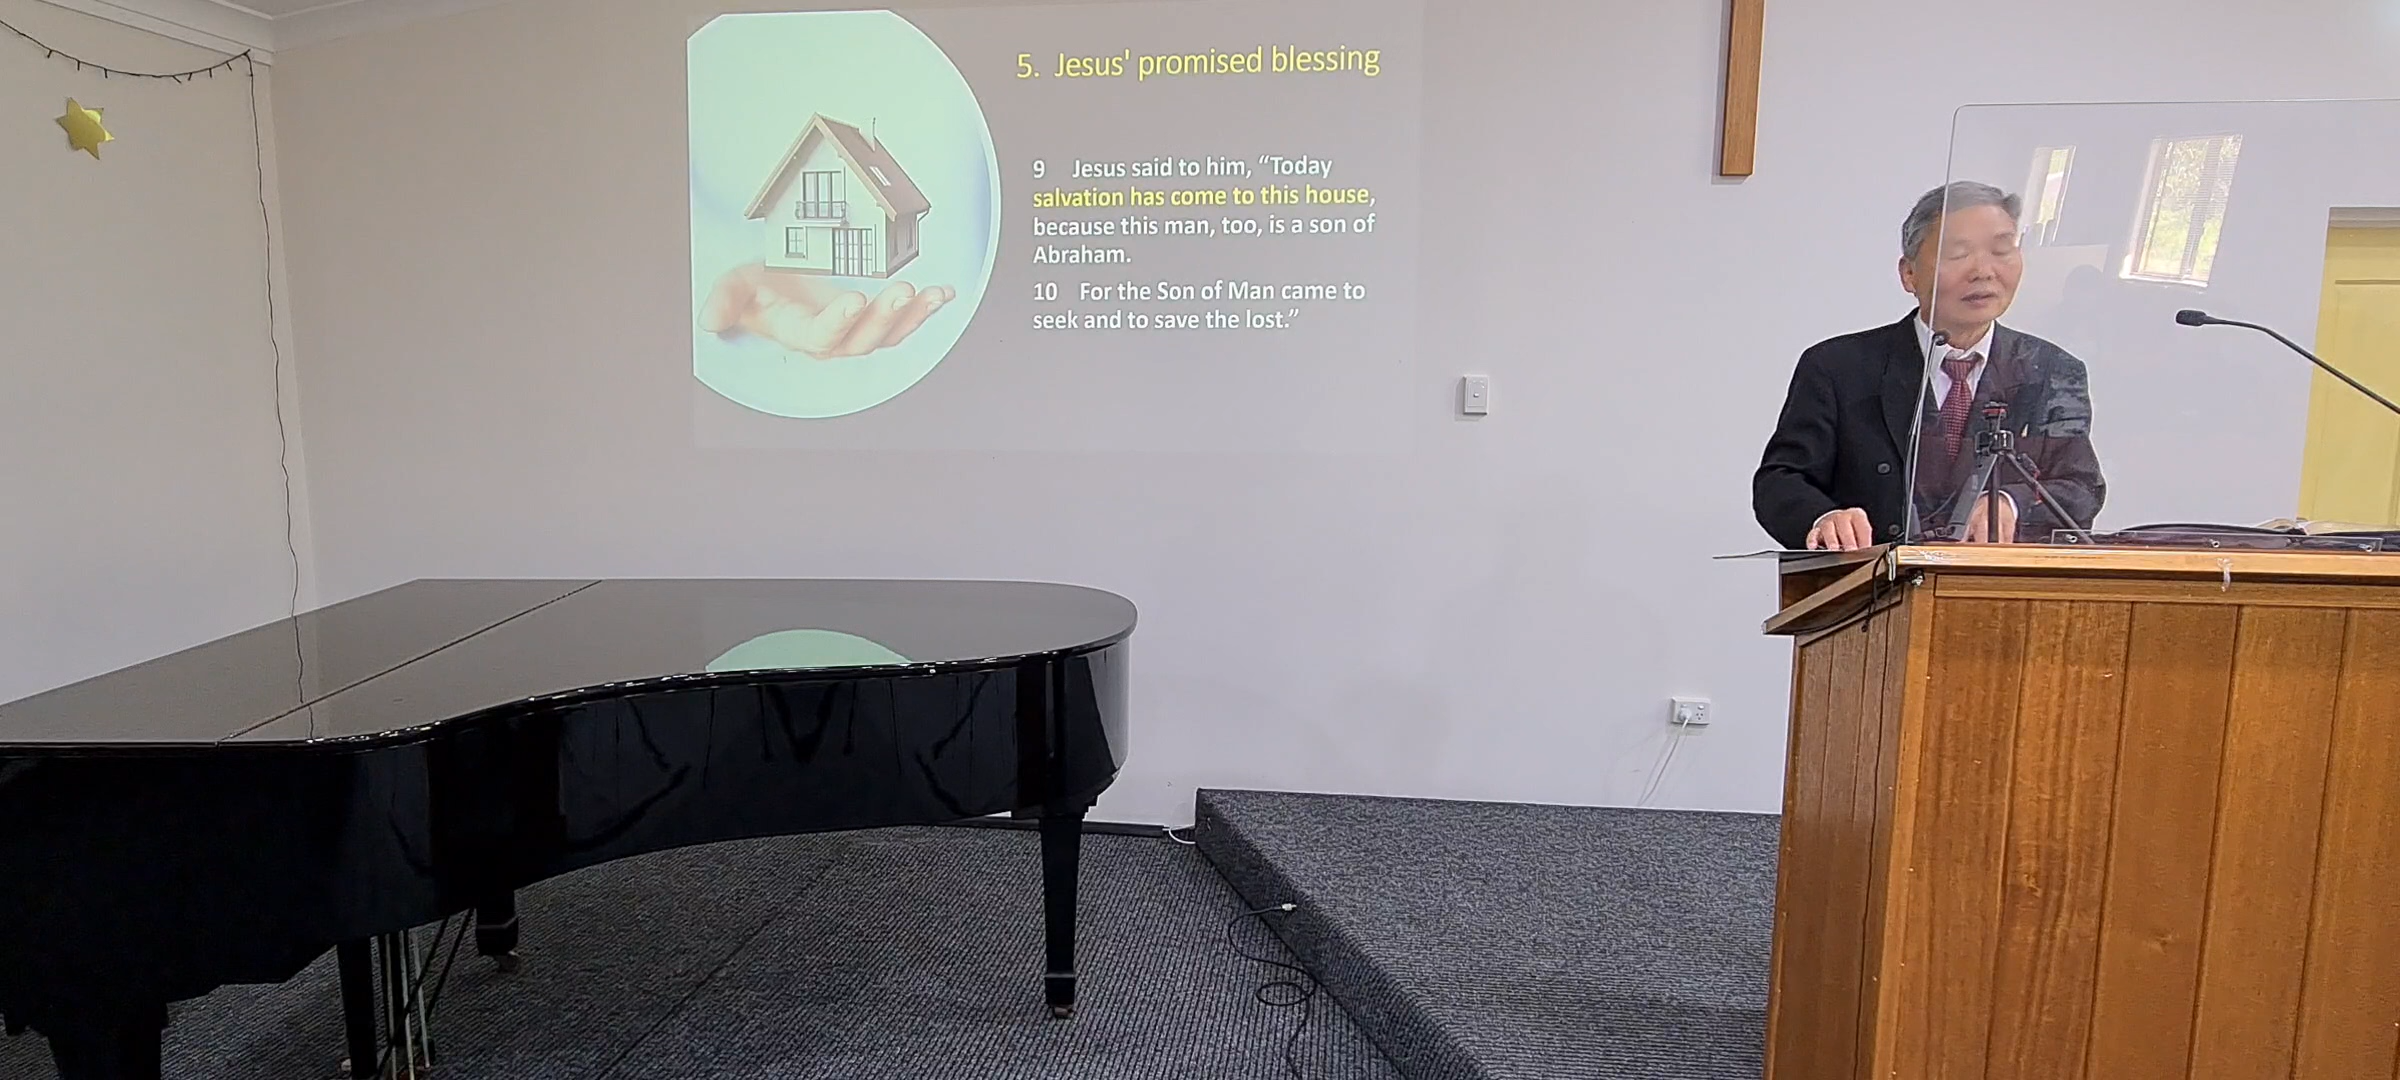 5. Jesus' promised blessing
9 Jesus said to him, “Today
salvation has come to this house,
because this man, too, is a son of
Abraham.
10 For the Son of Man came to
seek and to save the lost.”